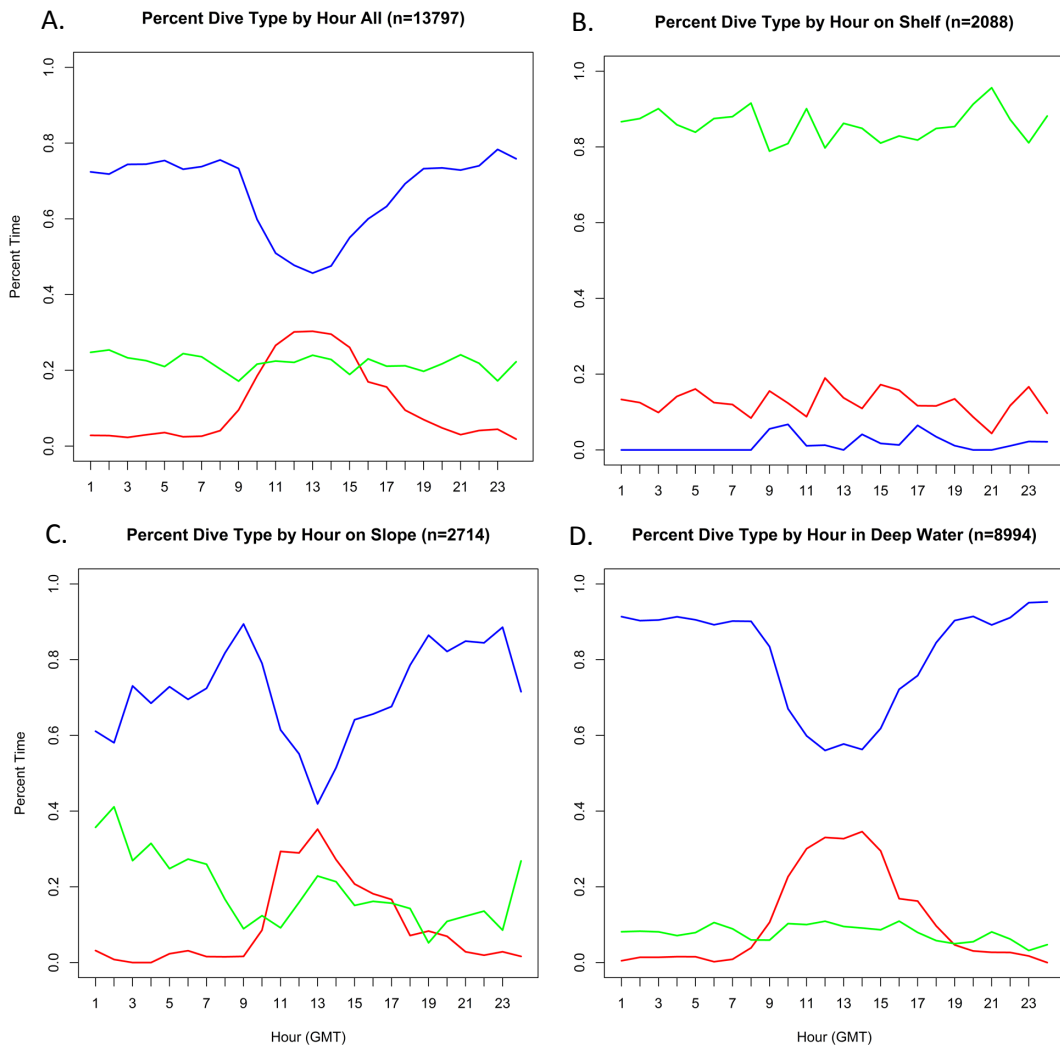 A.
Percent Dive Type by Hour All (n=13797)
Percent Time
1.0
0.8
0.6
0.4
0.2
0.0
1 3 5 7 9 11 13 15 17 19 21 23
B.
Percent Dive Type by Hour on Shelf (n=2088)
1.0
0.8
0.6
0.4
0.2
0.0
1 3 5 7 9 11 13 15 17 19 21 23
C.
Percent Dive Type by Hour on Slope (n=2714)
Percent Time
1.0
0.8
0.6
0.4
0.2
0.0
1 3 5 7 9 11 13 15 17 19 21 23
Hour (GMT)
D.
Percent Dive Type by Hour in Deep Water (n=8994)
1.0
0.8
0.6
0.4
0.2
0.0
1 3 5 7 9 11 13 15 17 19 21 23
Hour (GMT)